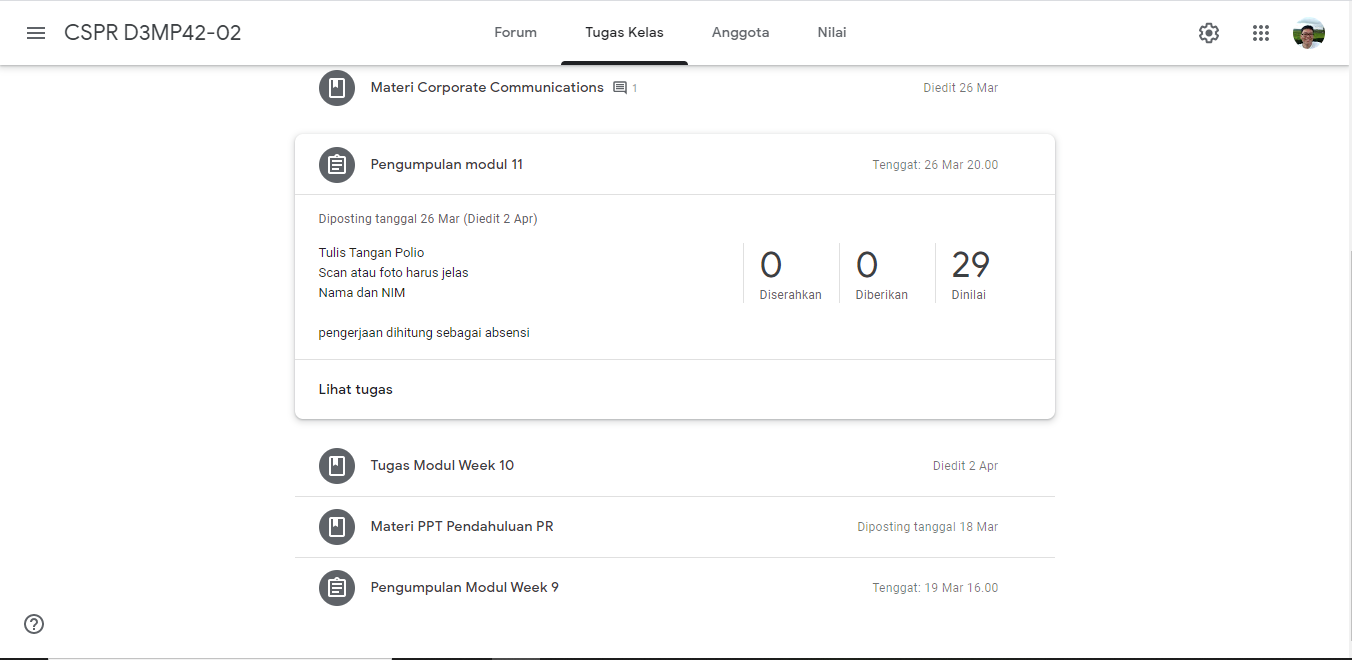 CSPR D3MP42-02
Forum
Tugas Kelas
Anggota
Nilai
Materi Corporate Communications 1
Diedit 26 Mar
Pengumpulan modul 11
Tenggat: 26 Mar 20.00
Diposting tanggal 26 Mar (Diedit 2 Apr)
Tulis Tangan Polio
Scan atau foto harus jelas
Nama dan NIM
pengerjaan dihitung sebagai absensi
0
Diserahkan
0
Diberikan
29
Dinilai
Lihat tugas
Tugas Modul Week 10
Diedit 2 Apr
Materi PPT Pendahuluan PR
Diposting tanggal 18 Mar
Pengumpulan Modul Week 9
Tenggat: 19 Mar 16.00